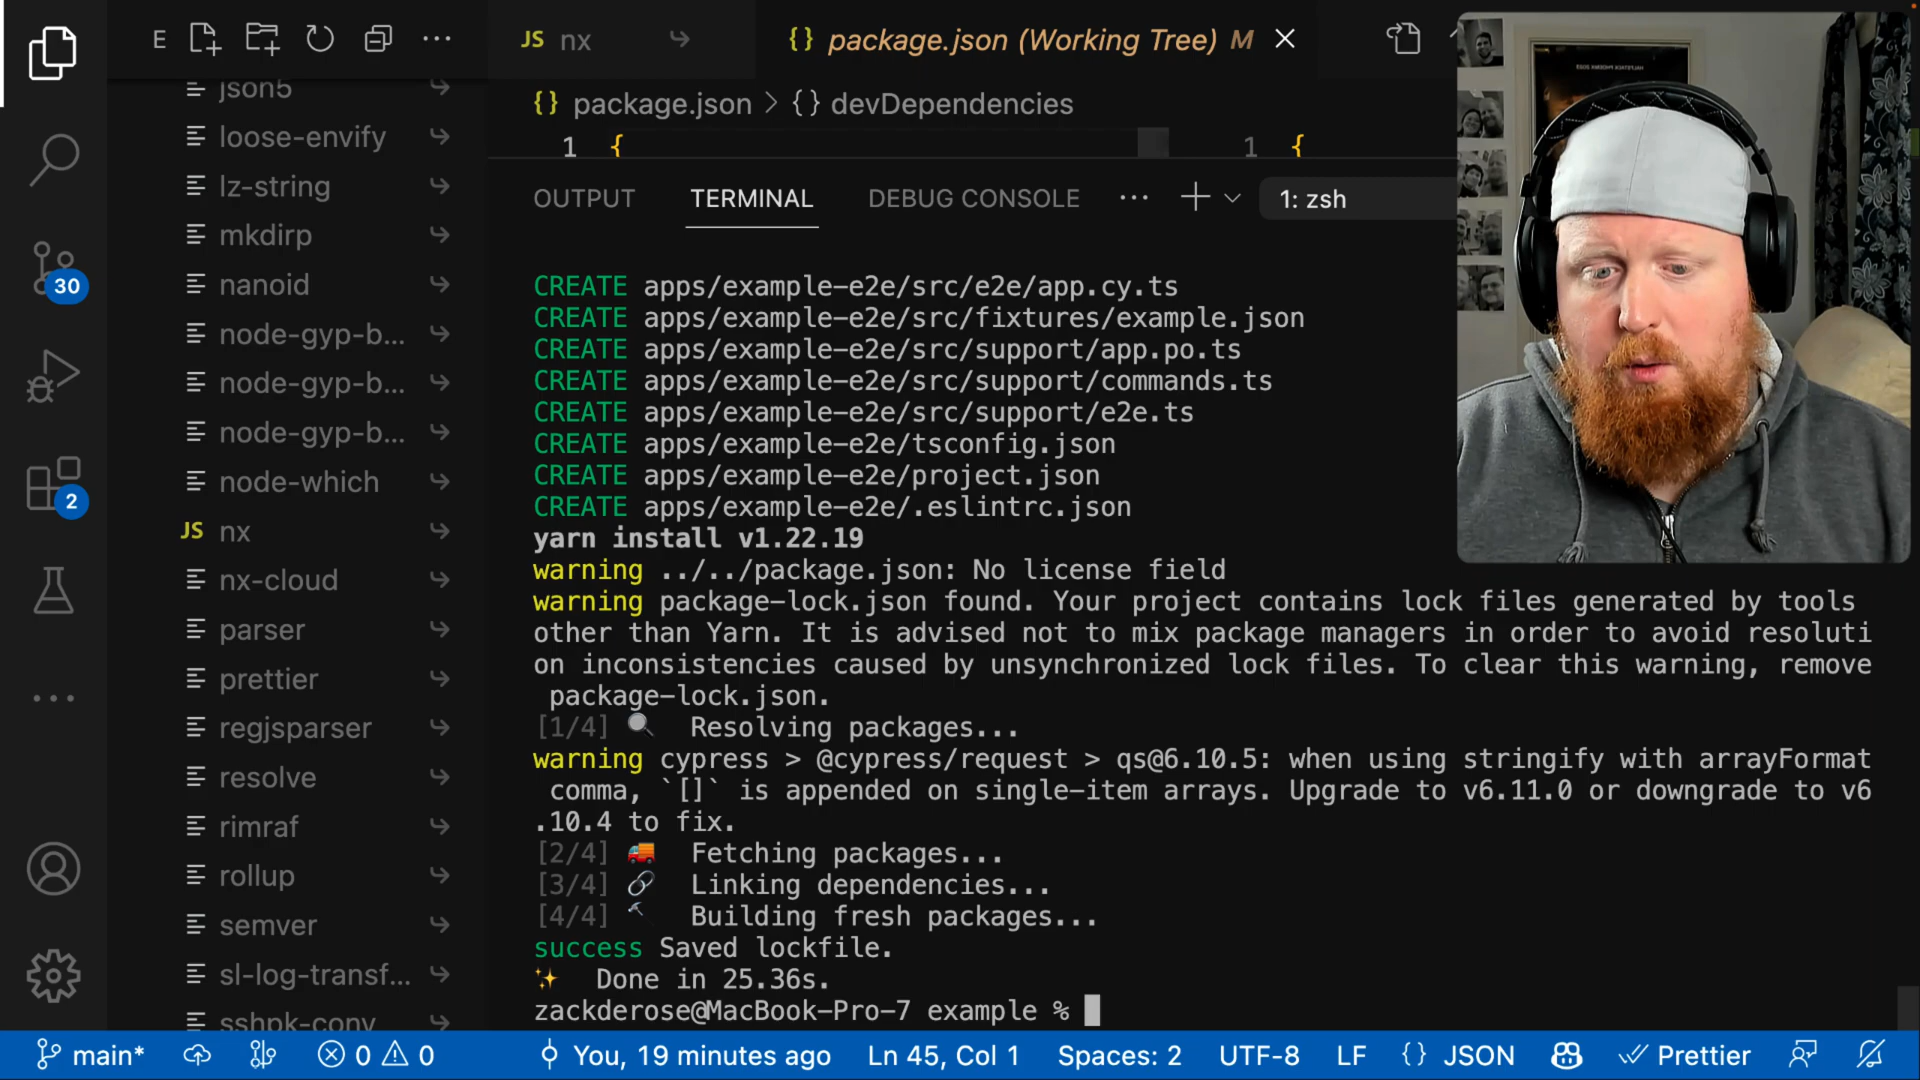 E
JS nx
{} package.json (Working Tree) M
json5
loose-envify
lz-string
mkdirp
nanoid
node-gyp-b...
node-gyp-b...
node-gyp-b...
node-which
JS nx
nx-cloud
parser
prettier
regjsparser
resolve
rimraf
rollup
semver
sl-log-transf...
sshpk-conv
30
2
{} package.json > {} devDependencies
1 {
1 {
OUTPUT TERMINAL DEBUG CONSOLE ... 1: zsh
CREATE apps/example-e2e/src/e2e/app.cy.ts
CREATE apps/example-e2e/src/fixtures/example.json
CREATE apps/example-e2e/src/support/app.po.ts
CREATE apps/example-e2e/src/support/commands.ts
CREATE apps/example-e2e/src/support/e2e.ts
CREATE apps/example-e2e/tsconfig.json
CREATE apps/example-e2e/project.json
CREATE apps/example-e2e/.eslintrc.json
yarn install v1.22.19
warning ../../package.json: No license field
warning package-lock.json found. Your project contains lock files generated by tools
other than Yarn. It is advised not to mix package managers in order to avoid resoluti
on inconsistencies caused by unsynchronized lock files. To clear this warning, remove
package-lock.json.
[1/4] 🔍 Resolving packages...
warning cypress > @cypress/request > qs@6.10.5: when using stringify with arrayFormat
comma, `[]` is appended on single-item arrays. Upgrade to v6.11.0 or downgrade to v6
.10.4 to fix.
[2/4] 🚚 Fetching packages...
[3/4] 🔗 Linking dependencies...
[4/4] 🔨 Building fresh packages...
success Saved lockfile.
✨ Done in 25.36s.
zackderose@MacBook-Pro-7 example %
main* 0 0 You, 19 minutes ago Ln 45, Col 1 Spaces: 2 UTF-8 LF {} JSON Prettier